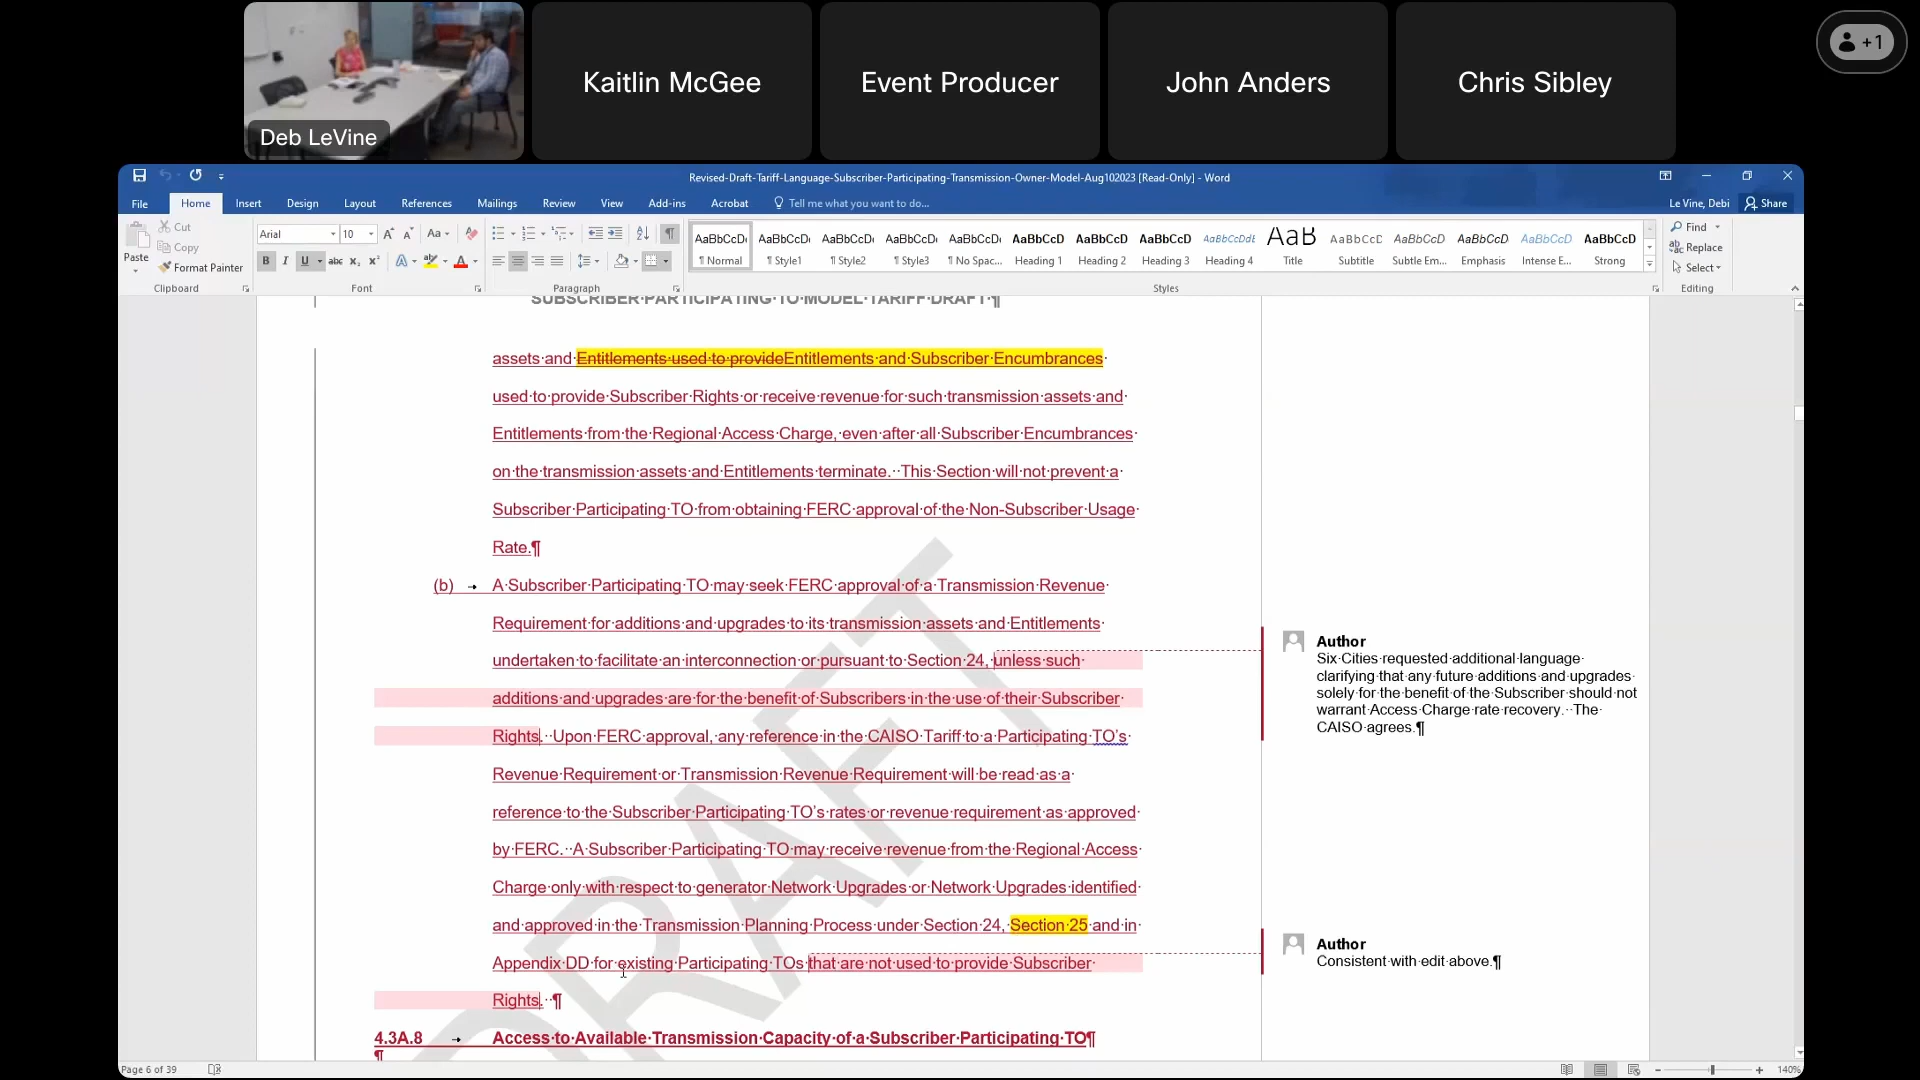 Deb LeVine
Kaitlin McGee
Event Producer
John Anders
Chris Sibley
+1
Revised-Draft-Tariff-Language-Subscriber-Participating-Transmission-Owner-Model-Aug102023 [Read-Only] - Word
File Home Insert Design Layout References Mailings Review View Add-ins Acrobat Tell me what you want to do... Le Vine, Debi Share
Paste
Cut
Copy
Format Painter
Clipboard
Arial 10
Font
Paragraph
AaBbCcDc ¶ Normal
AaBbCcDc ¶ Style1
AaBbCcDc ¶ Style2
AaBbCcDc ¶ Style3
AaBbCcDc ¶ No Spac...
AaBbCcD Heading 1
AaBbCcD Heading 2
AaBbCcD Heading 3
AaBbCcDdE Heading 4
AaB Title
AaBbCcC Subtitle
AaBbCcD Subtle Em...
AaBbCcD Emphasis
AaBbCcD Intense E...
AaBbCcD Strong
Styles
Find
Replace
Select
Editing
SUBSCRIBER PARTICIPATING TO MODEL TARIFF DRAFT ¶
assets and Entitlements used to provideEntitlements and Subscriber Encumbrances
used to provide Subscriber Rights or receive revenue for such transmission assets and
Entitlements from the Regional Access Charge, even after all Subscriber Encumbrances
on the transmission assets and Entitlements terminate. This Section will not prevent a
Subscriber Participating TO from obtaining FERC approval of the Non-Subscriber Usage
Rate.¶
(b) A Subscriber Participating TO may seek FERC approval of a Transmission Revenue
Requirement for additions and upgrades to its transmission assets and Entitlements
undertaken to facilitate an interconnection or pursuant to Section 24, unless such
additions and upgrades are for the benefit of Subscribers in the use of their Subscriber
Rights. Upon FERC approval, any reference in the CAISO Tariff to a Participating TO's
Revenue Requirement or Transmission Revenue Requirement will be read as a
reference to the Subscriber Participating TO's rates or revenue requirement as approved
by FERC. A Subscriber Participating TO may receive revenue from the Regional Access
Charge only with respect to generator Network Upgrades or Network Upgrades identified
and approved in the Transmission Planning Process under Section 24, Section 25 and in
Appendix DD for existing Participating TOs that are not used to provide Subscriber
Rights. ¶
4.3A.8 Access to Available Transmission Capacity of a Subscriber Participating TO¶
¶
Author
Six Cities requested additional language
clarifying that any future additions and upgrades
solely for the benefit of the Subscriber should not
warrant Access Charge rate recovery. The
CAISO agrees.¶
Author
Consistent with edit above.¶
DRAFT
Page 6 of 39
140%